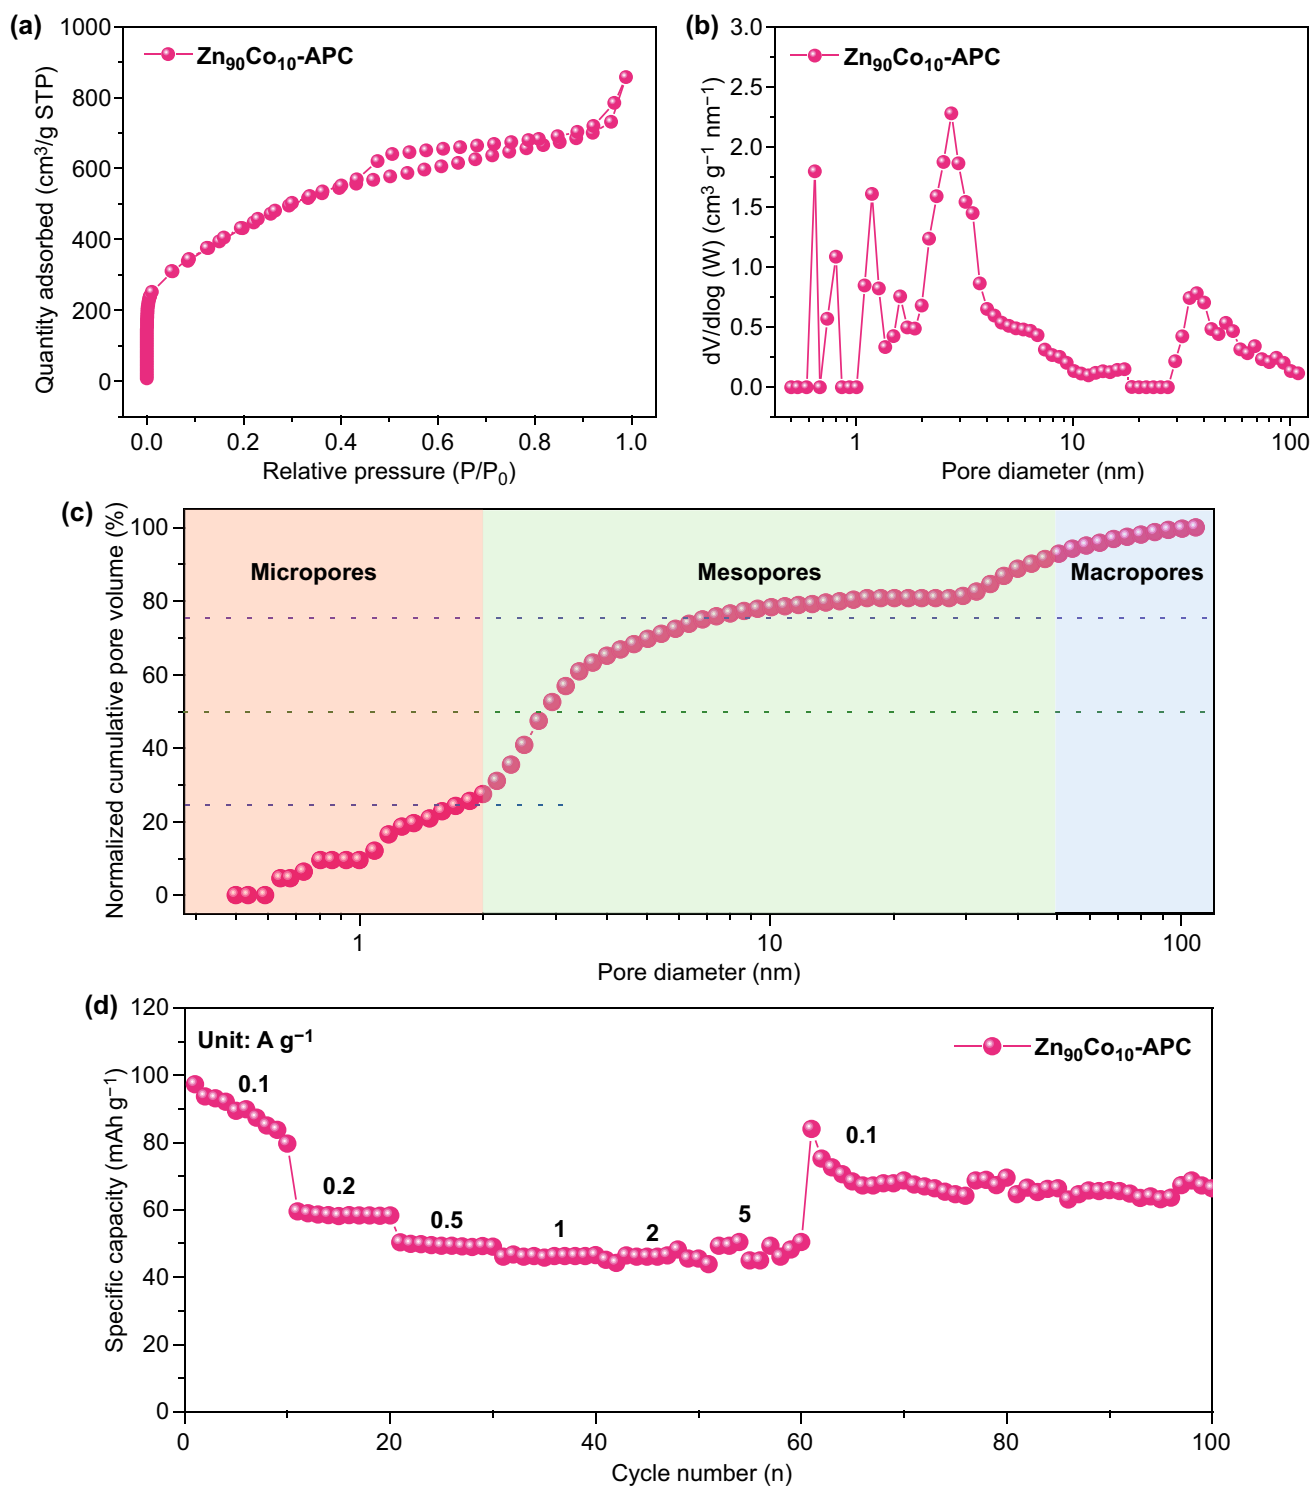 (a)
1000
800
600
400
200
0
Quantity adsorbed (cm³/g STP)
Zn₉₀Co₁₀-APC
0.0 0.2 0.4 0.6 0.8 1.0
Relative pressure (P/P₀)
(b)
3.0
2.5
2.0
1.5
1.0
0.5
0.0
dV/dlog (W) (cm³ g⁻¹ nm⁻¹)
Zn₉₀Co₁₀-APC
1 10 100
Pore diameter (nm)
(c)
100
80
60
40
20
0
Normalized cumulative pore volume (%)
Micropores Mesopores Macropores
1 10 100
Pore diameter (nm)
(d)
120
100
80
60
40
20
0
Specific capacity (mAh g⁻¹)
Unit: A g⁻¹
Zn₉₀Co₁₀-APC
0.1
0.2
0.5
1
2
5
0.1
0 20 40 60 80 100
Cycle number (n)